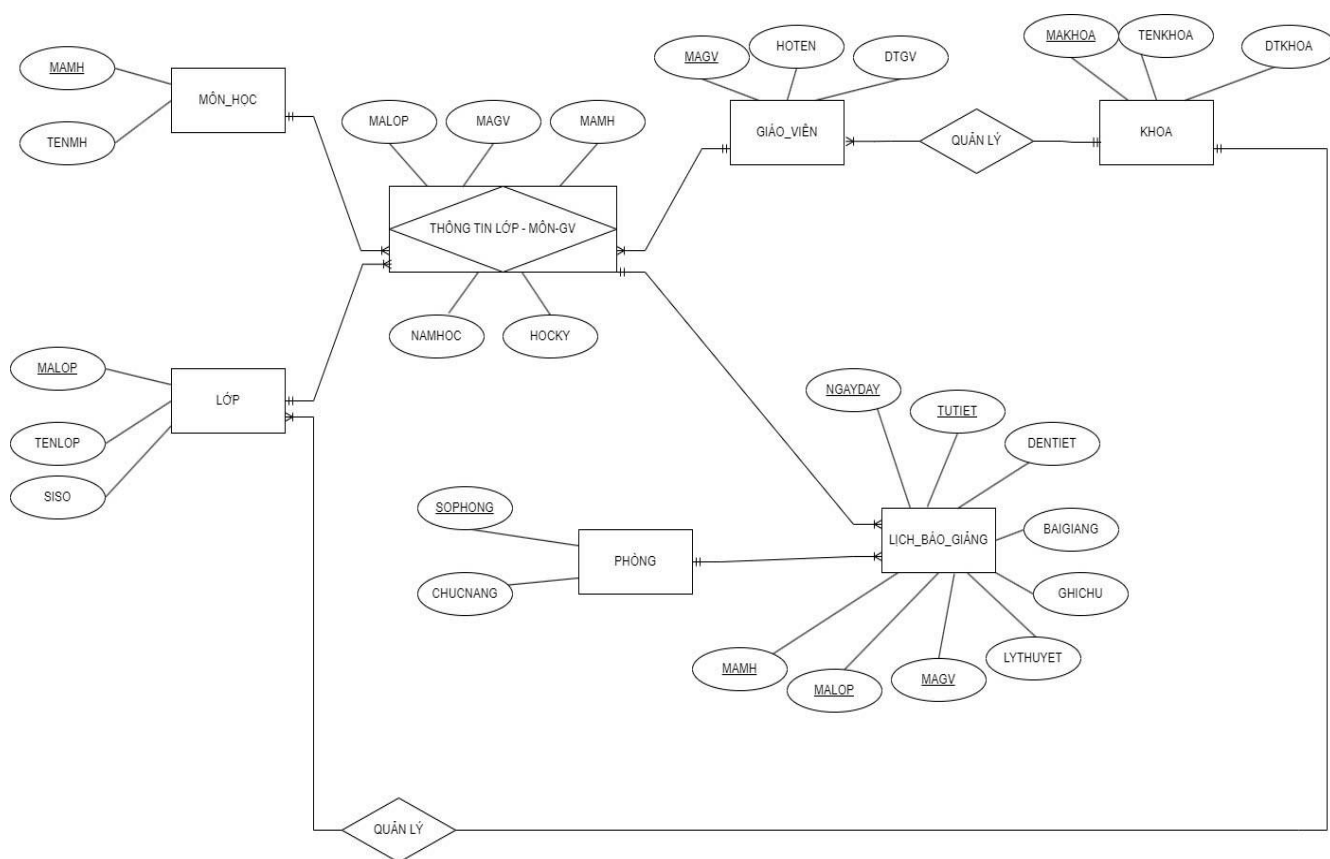 MAMH
TENMH
MÔN_HỌC
MALOP
MAGV
MAMH
THÔNG TIN LỚP - MÔN-GV
NAMHOC
HOCKY
MAGV
HOTEN
DTGV
GIÁO_VIÊN
QUẢN LÝ
MAKHOA
TENKHOA
DTKHOA
KHOA
MALOP
TENLOP
SISO
LỚP
SOPHONG
CHUCNANG
PHÒNG
NGAYDAY
TUTIET
DENTIET
BAIGIANG
GHICHU
LYTHUYET
MAGV
MALOP
MAMH
LỊCH_BÁO_GIẢNG
QUẢN LÝ